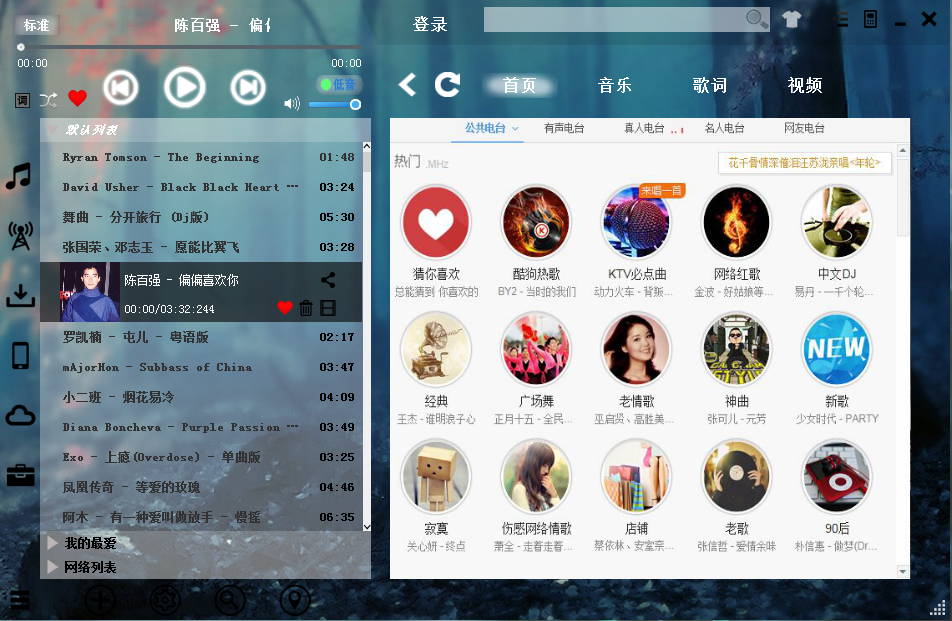 标准
陈百强 - 偏
00:00
00:00
词
低音
登录
首页
音乐
歌词
视频
默认列表
Ryran Tomson - The Beginning 01:48
David Usher - Black Black Heart ... 03:24
舞曲 - 分开旅行 (Dj版) 05:30
张国荣、邓志玉 - 愿能比翼飞 03:28
陈百强 - 偏偏喜欢你
00:00/03:32:244
罗凯楠 - 屯儿 - 粤语版 02:17
mAjorHon - Subbass of China 03:47
小二班 - 烟花易冷 04:09
Diana Boncheva - Purple Passion ... 03:49
Exo - 上瘾(Overdose) - 单曲版 03:25
凤凰传奇 - 等爱的玫瑰 04:46
阿木 - 有一种爱叫做放手 - 慢摇 06:35
我的最爱
网络列表
公共电台
有声电台
真人电台
名人电台
网友电台
热门 .MHz
花千骨情深催泪汪苏泷亲唱<年轮>
来唱一首
猜你喜欢
总能猜到 你喜欢的
酷狗热歌
BY2 - 当时的我们
KTV必点曲
动力火车 - 背叛...
网络红歌
金波 - 好姑娘等...
中文DJ
易丹 - 一千个轮...
经典
王杰 - 谁明浪子心
广场舞
正月十五 - 全民...
老情歌
巫启贤、高胜美...
神曲
张可儿 - 元芳
NEW
新歌
少女时代 - PARTY
寂寞
关心妍 - 终点
伤感网络情歌
萧全 - 走着走着...
店铺
蔡依林、安室奈...
老歌
张信哲 - 爱情余味
90后
朴信惠 - 做梦(Dr...